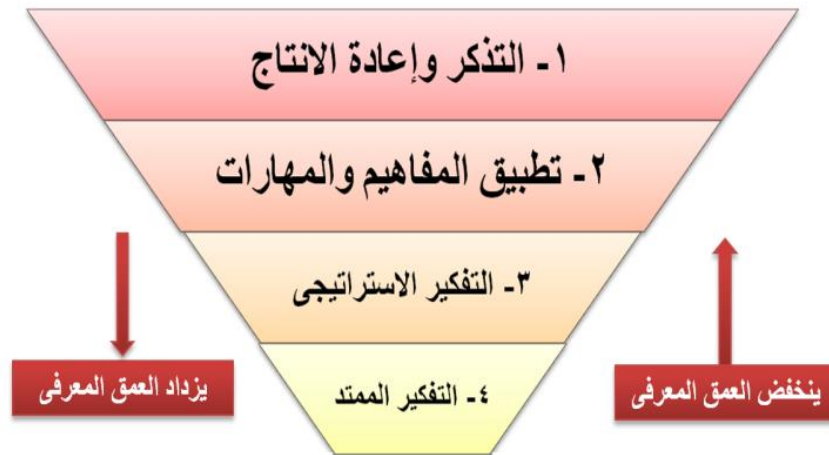 ١- التذكر وإعادة الانتاج
٢- تطبيق المفاهيم والمهارات
٣- التفكير الاستراتيجى
٤- التفكير الممتد
ينخفض العمق المعرفى
يزداد العمق المعرفى